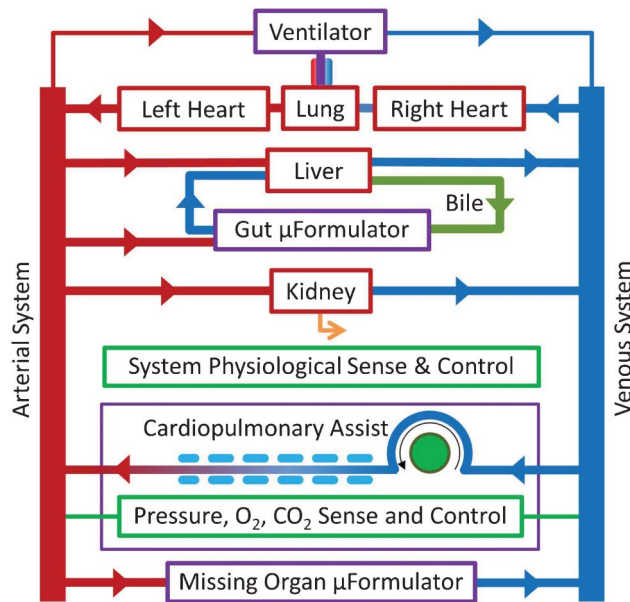 Ventilator
Left Heart
Lung
Right Heart
Liver
Bile
Gut µFormulator
Kidney
Arterial System
Venous System
System Physiological Sense & Control
Cardiopulmonary Assist
Pressure, O₂, CO₂ Sense and Control
Missing Organ µFormulator